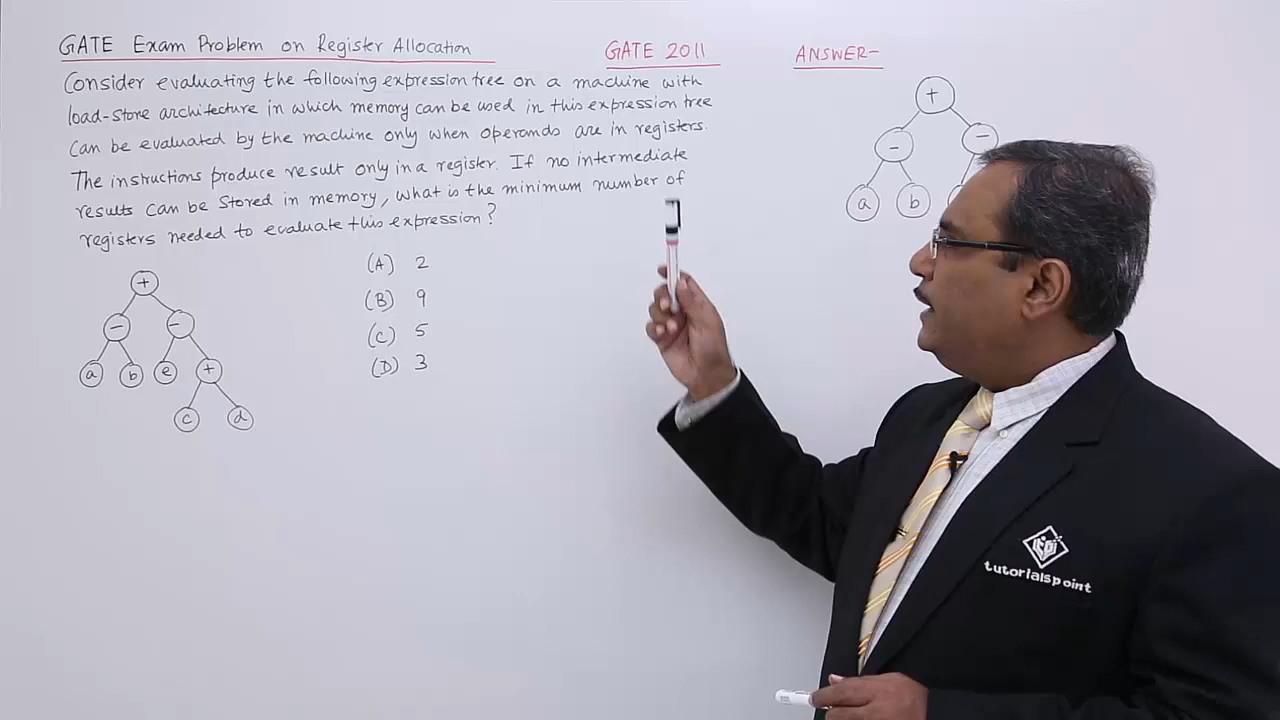 GATE Exam Problem on Register Allocation GATE 2011 ANSWER-
Consider evaluating the following expression tree on a machine with
load-store architecture in which memory can be used in this expression tree
can be evaluated by the machine only when operands are in registers.
The instructions produce result only in a register. If no intermediate
results can be stored in memory, what is the minimum number of
registers needed to evaluate this expression?
(A) 2
(B) 9
(C) 5
(D) 3
+
- -
a b e +
c d
+
- -
a b
tutorialspoint